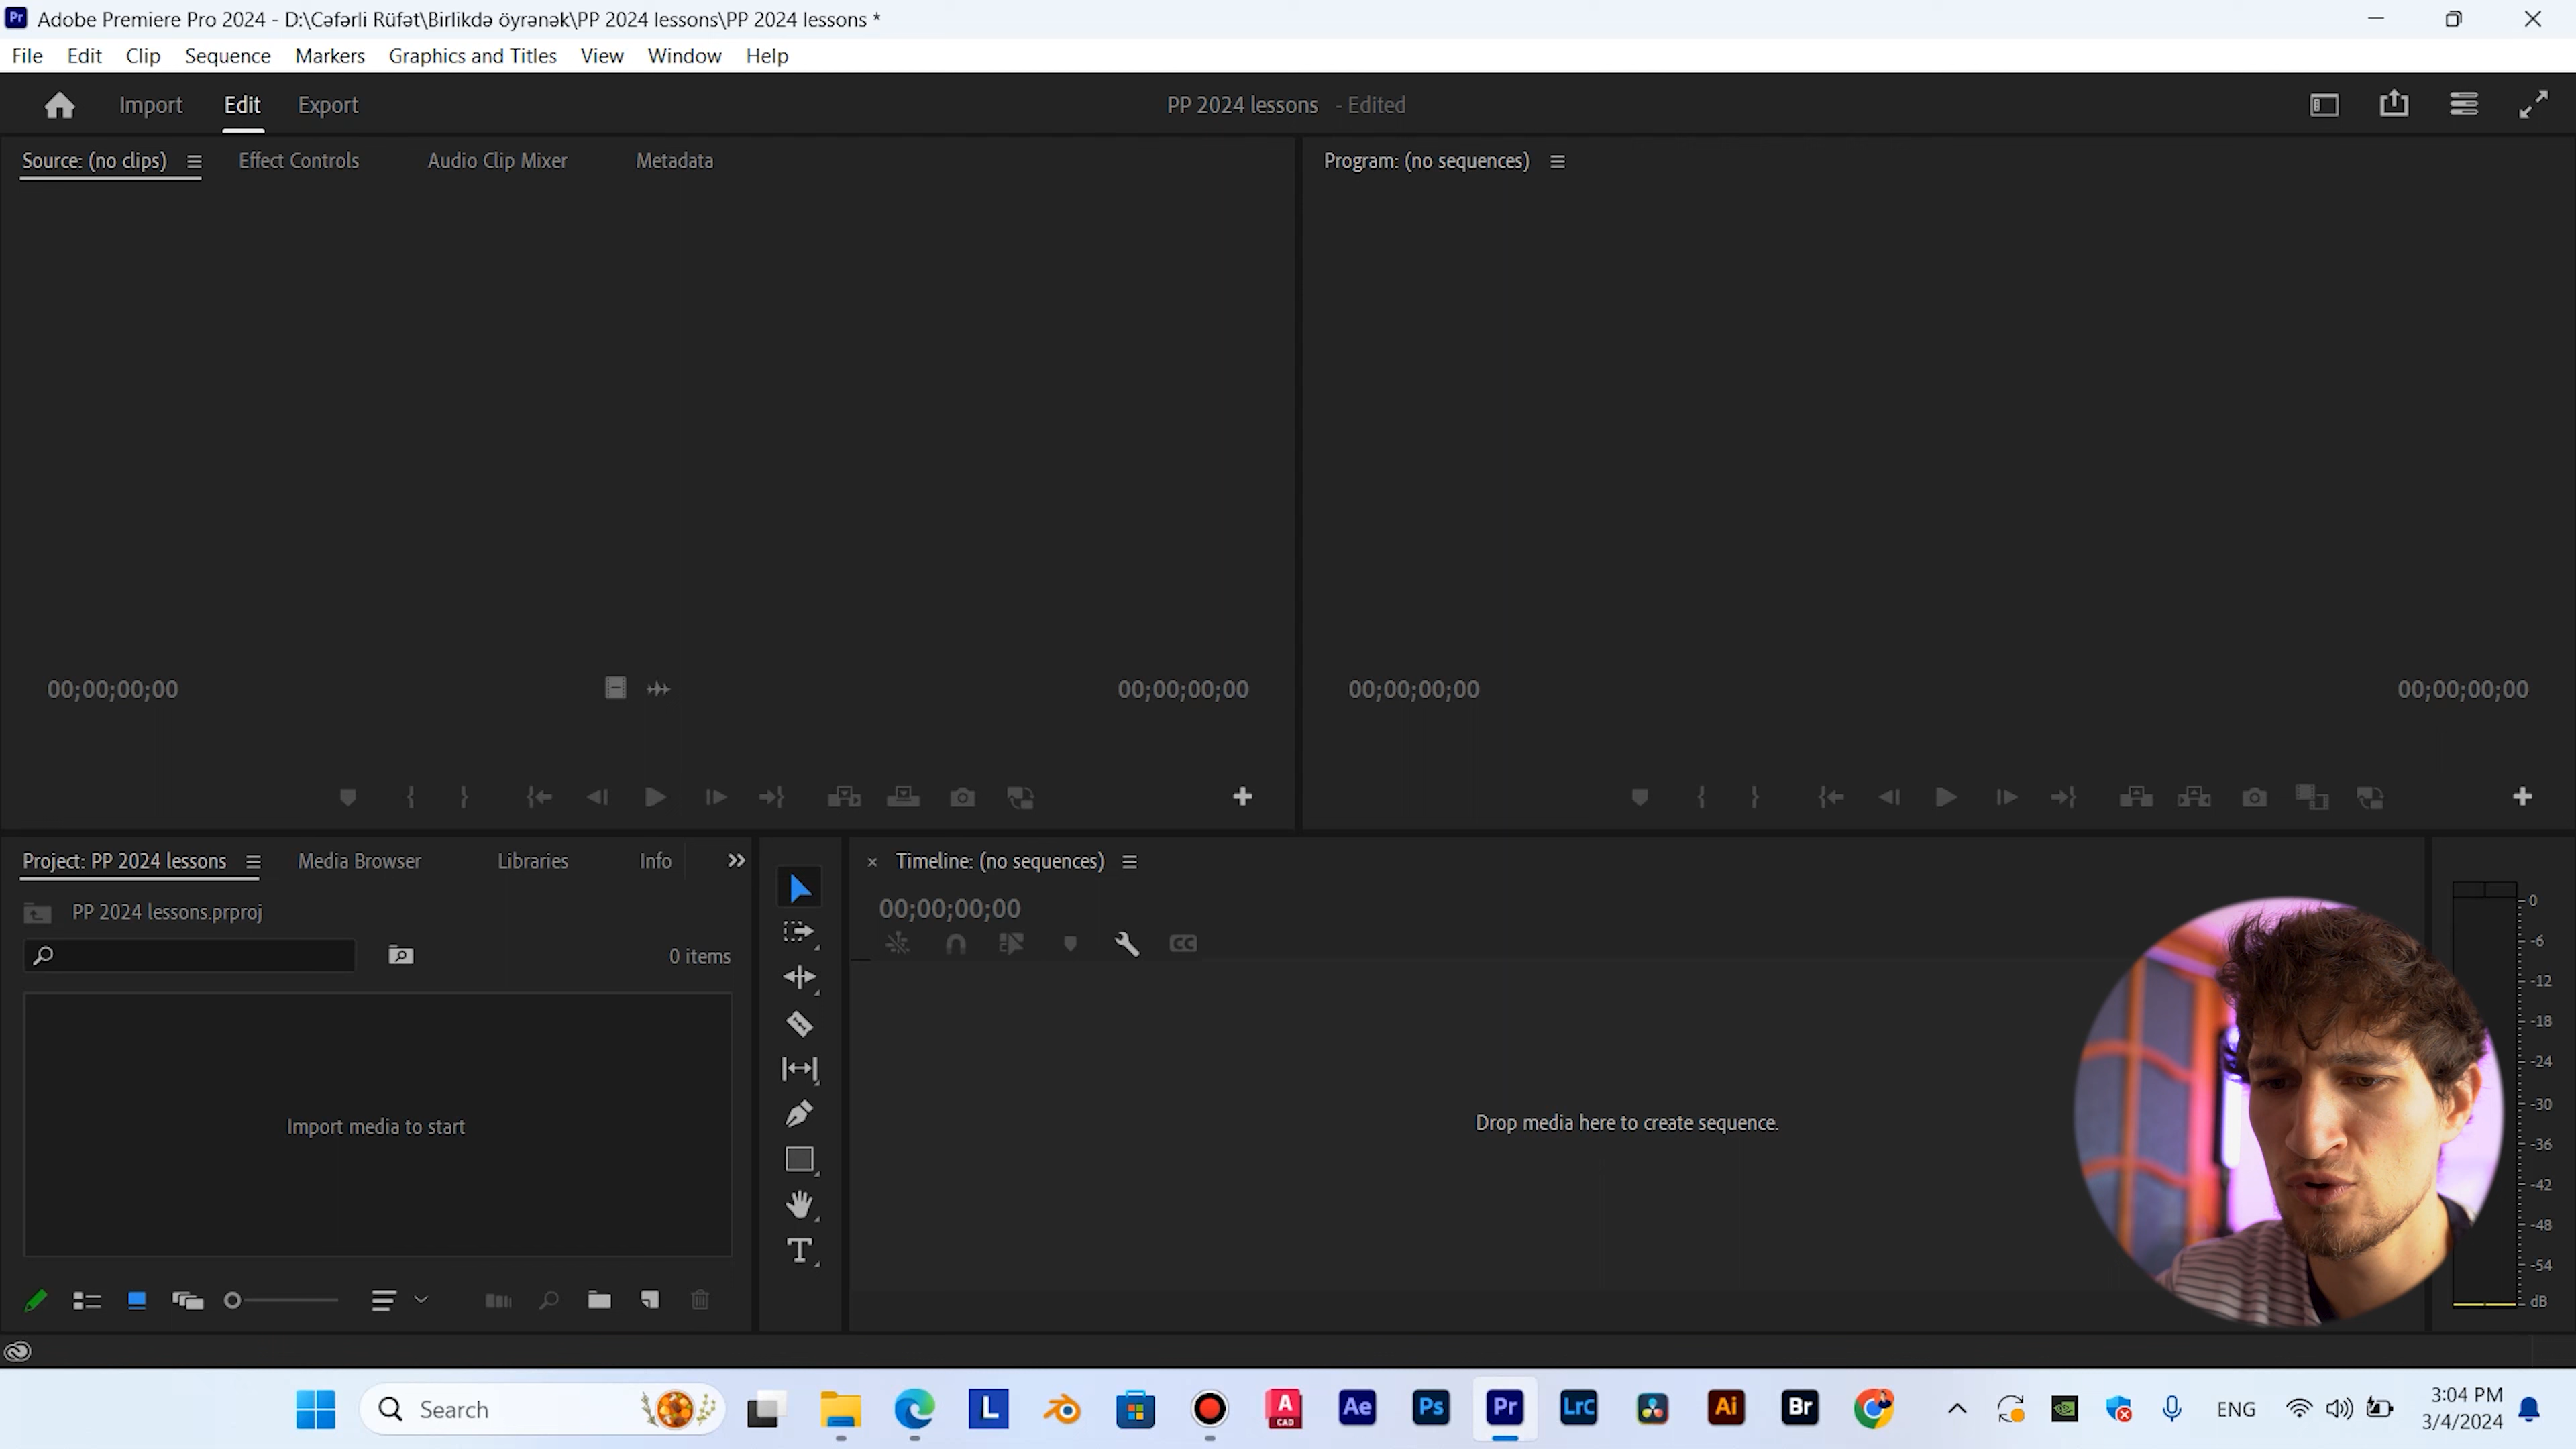 Pr Adobe Premiere Pro 2024 - D:\Cəfərli Rüfət\Birlikdə öyrənək\PP 2024 lessons\PP 2024 lessons *
File Edit Clip Sequence Markers Graphics and Titles View Window Help
Import Edit Export PP 2024 lessons - Edited
Source: (no clips) Effect Controls Audio Clip Mixer Metadata Program: (no sequences)
00;00;00;00 00;00;00;00 00;00;00;00 00;00;00;00
Project: PP 2024 lessons Media Browser Libraries Info Timeline: (no sequences)
PP 2024 lessons.prproj
00;00;00;00
CC
0 items
Import media to start
Drop media here to create sequence.
T
0
-6
-12
-18
-24
-30
-36
-42
-48
-54
dB
Search L A CAD Ae Ps Pr LrC Ai Br ENG 3:04 PM
3/4/2024